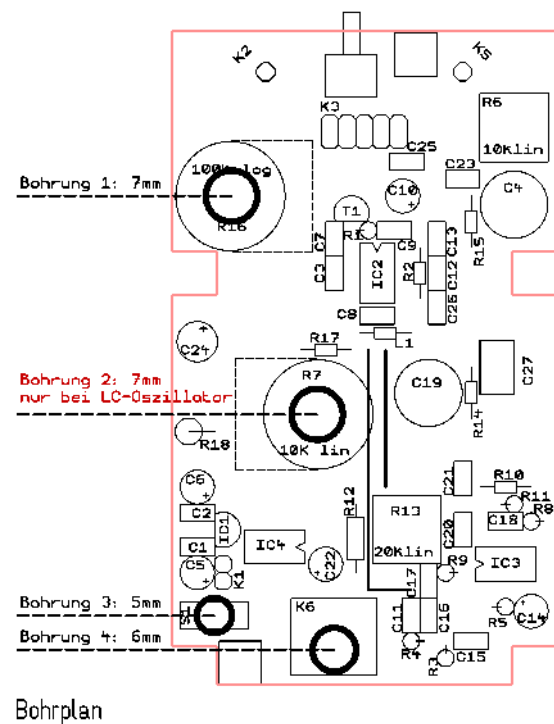 K2
K5
K3
R6
10Klin
C25
100K log
C23
Bohrung 1: 7mm
C10
C4
T1
R16
R1
C9
R15
C7
C13
IC2
R2
C3
C12
C26
C8
L1
R17
C24
Bohrung 2: 7mm
nur bei LC-Oszillator
R7
C19
C27
R14
R18
10K lin
C6
C21
R10
R12
R11
C2
IC1
R13
C20
C18
R8
C1
IC4
20Klin
IC3
C5
K1
C22
C17
R9
Bohrung 3: 5mm
S1
K6
C11
C16
R5
C14
Bohrung 4: 6mm
R4
R3
C15
Bohrplan